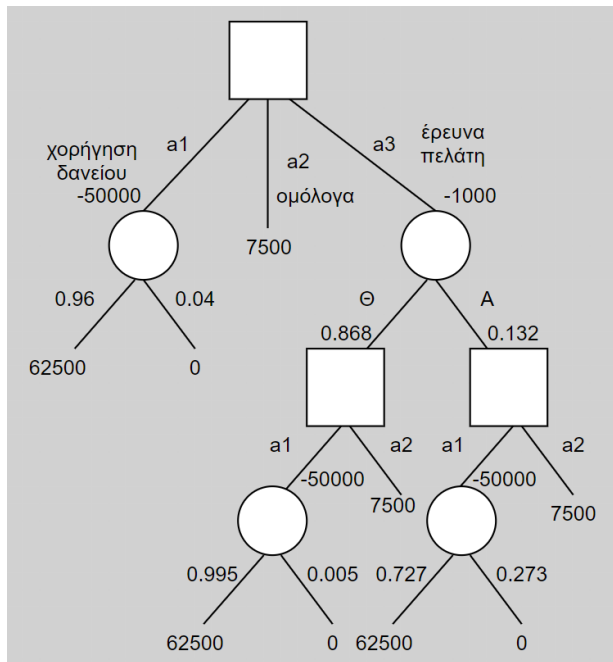 a1
a3
έρευνα
πελάτη
χορήγηση
δανείου
a2
-50000
ομόλογα
-1000
7500
0.96
0.04
Θ
Α
0.868
0.132
62500
0
a1
a2
a1
a2
-50000
-50000
7500
7500
0.995
0.005
0.727
0.273
62500
0
62500
0